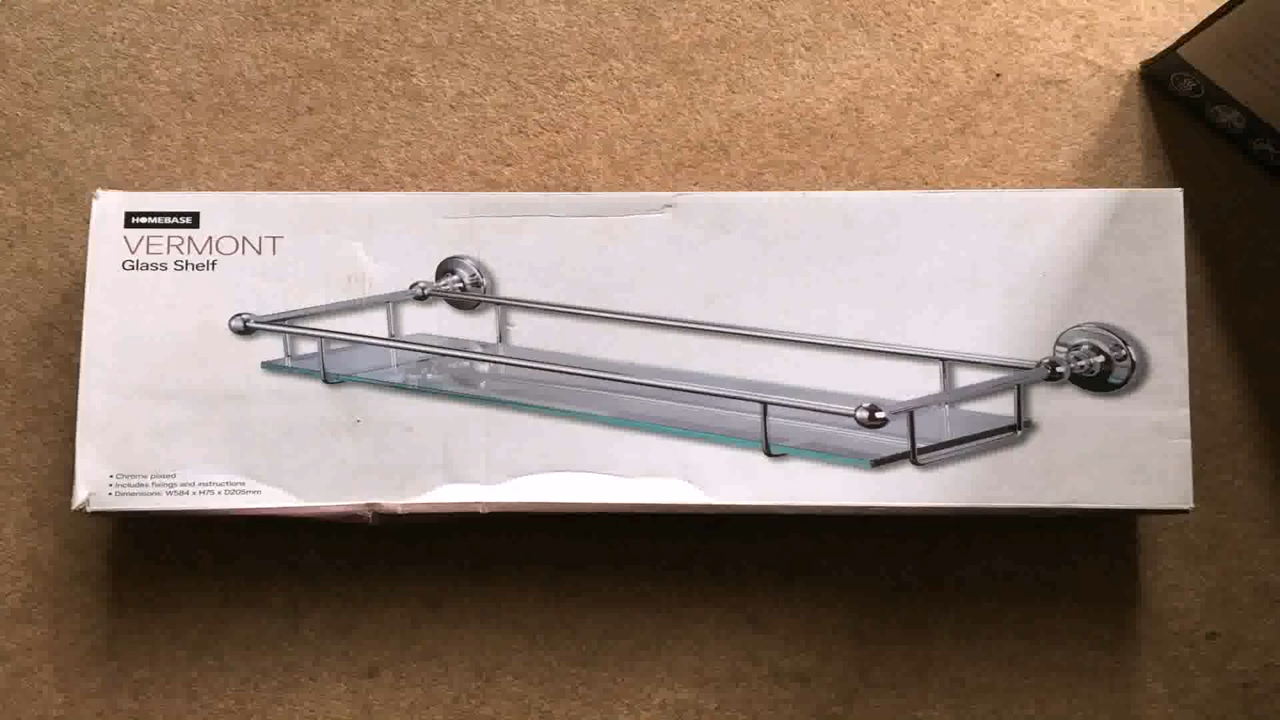 HOMEBASE
VERMONT
Glass Shelf
• Chrome plated
• Includes fixings and instructions
• Dimensions: W584 x H75 x D205mm